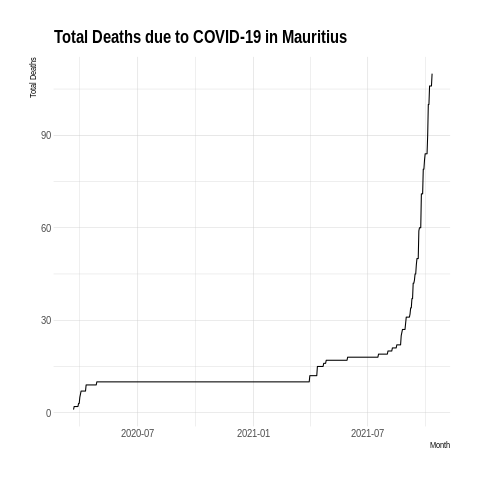 Total Deaths due to COVID-19 in Mauritius
Total Deaths
90
60
30
0
2020-07 2021-01 2021-07
Month